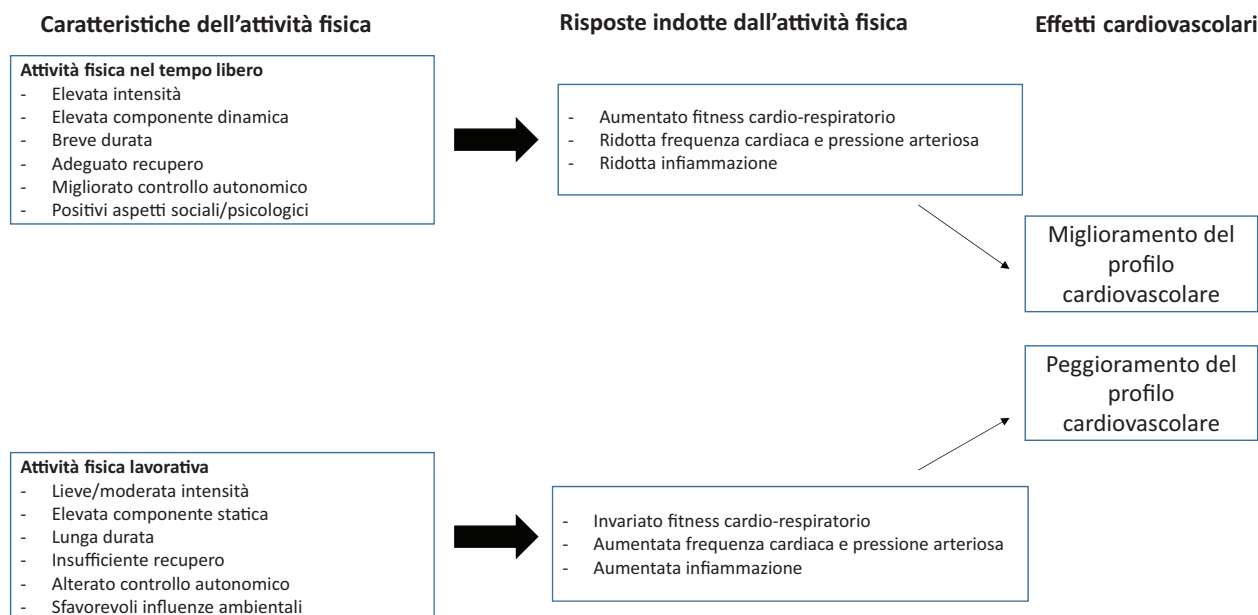 Caratteristiche dell'attività fisica
Risposte indotte dall'attività fisica
Effetti cardiovascolari
Attività fisica nel tempo libero
- Elevata intensità
- Elevata componente dinamica
- Breve durata
- Adeguato recupero
- Migliorato controllo autonomico
- Positivi aspetti sociali/psicologici
- Aumentato fitness cardio-respiratorio
- Ridotta frequenza cardiaca e pressione arteriosa
- Ridotta infiammazione
Miglioramento del
profilo
cardiovascolare
Peggioramento del
profilo
cardiovascolare
Attività fisica lavorativa
- Lieve/moderata intensità
- Elevata componente statica
- Lunga durata
- Insufficiente recupero
- Alterato controllo autonomico
- Sfavorevoli influenze ambientali
- Invariato fitness cardio-respiratorio
- Aumentata frequenza cardiaca e pressione arteriosa
- Aumentata infiammazione